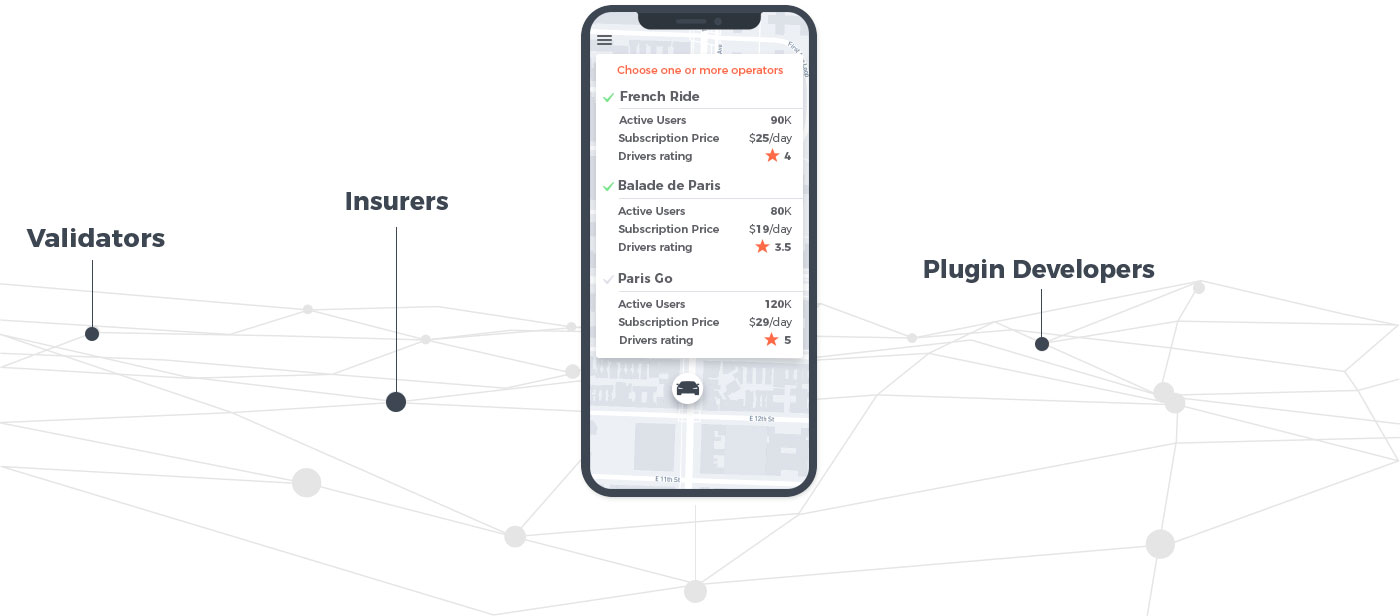 Choose one or more operators
French Ride
Active Users 90K
Subscription Price $25/day
Drivers rating 4
Balade de Paris
Active Users 80K
Subscription Price $19/day
Drivers rating 3.5
Paris Go
Active Users 120K
Subscription Price $29/day
Drivers rating 5
E 12th St
E 11th St
Insurers
Validators
Plugin Developers